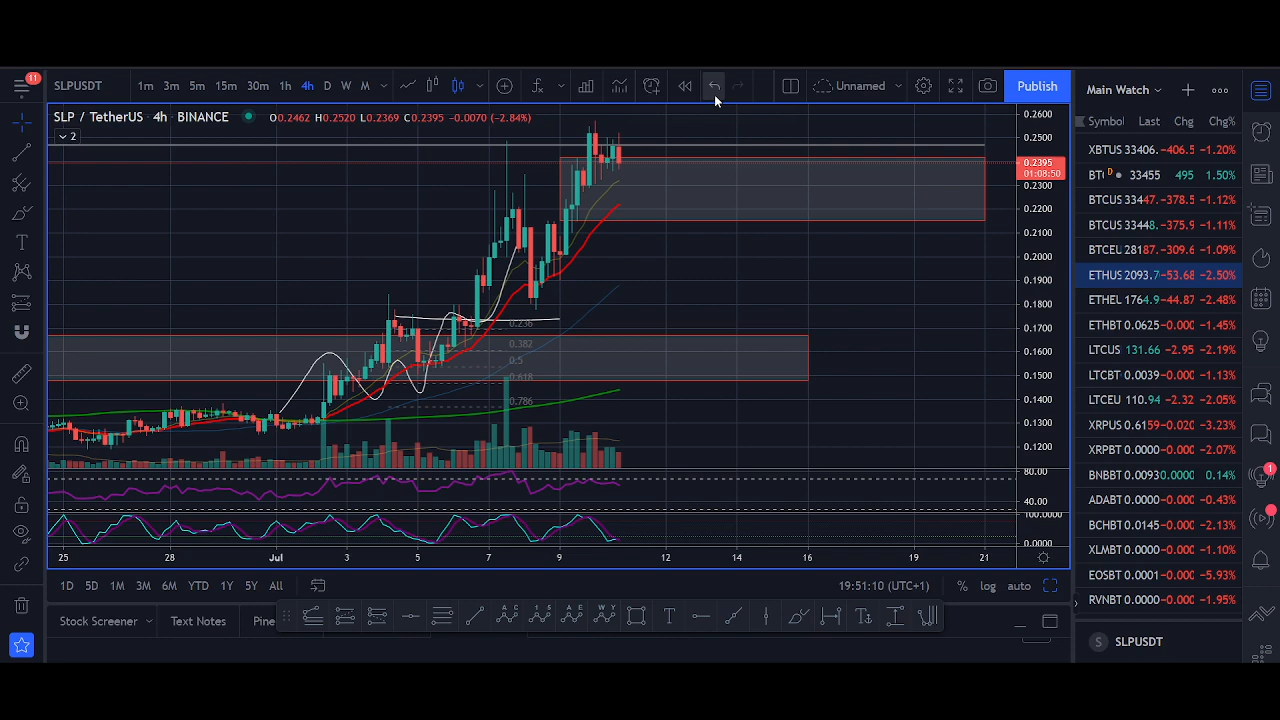 11
SLPUSDT 1m 3m 5m 15m 30m 1h 4h D W M Unnamed Publish
SLP / TetherUS · 4h · BINANCE O0.2462 H0.2520 L0.2369 C0.2395 −0.0070 (−2.84%)
2
0.2600
0.2500
0.2395
01:08:50
0.2300
0.2200
0.2100
0.2000
0.1900
0.1800
0.1700
0.1600
0.1500
0.1400
0.1300
0.1200
0.236
0.382
0.5
0.618
0.786
80.00
40.00
100.0000
0.0000
25 28 Jul 3 5 7 9 12 14 16 19 21
1D 5D 1M 3M 6M YTD 1Y 5Y All 19:51:10 (UTC+1) % log auto
Stock Screener Text Notes Pine
Main Watch
Symbol Last Chg Chg%
XBTUS 33406. −406.5 −1.20%
BT D 33455 495 1.50%
BTCUS 33447. −378.5 −1.12%
BTCUS 33448. −375.9 −1.11%
BTCEU 28187. −309.6 −1.09%
ETHUS 2093.7 −53.68 −2.50%
ETHEL 1764.9 −44.87 −2.48%
ETHBT 0.0625 −0.000 −1.45%
LTCUS 131.66 −2.95 −2.19%
LTCBT 0.0039 −0.000 −1.13%
LTCEU 110.94 −2.32 −2.05%
XRPUS 0.6159 −0.020 −3.23%
XRPBT 0.0000 −0.000 −2.07%
BNBBT 0.0093 0.0000 0.14%
ADABT 0.0000 −0.000 −0.43%
BCHBT 0.0145 −0.000 −2.13%
XLMBT 0.0000 −0.000 −1.10%
EOSBT 0.0001 −0.000 −5.93%
RVNBT 0.0000 −0.000 −1.95%
S SLPUSDT
1